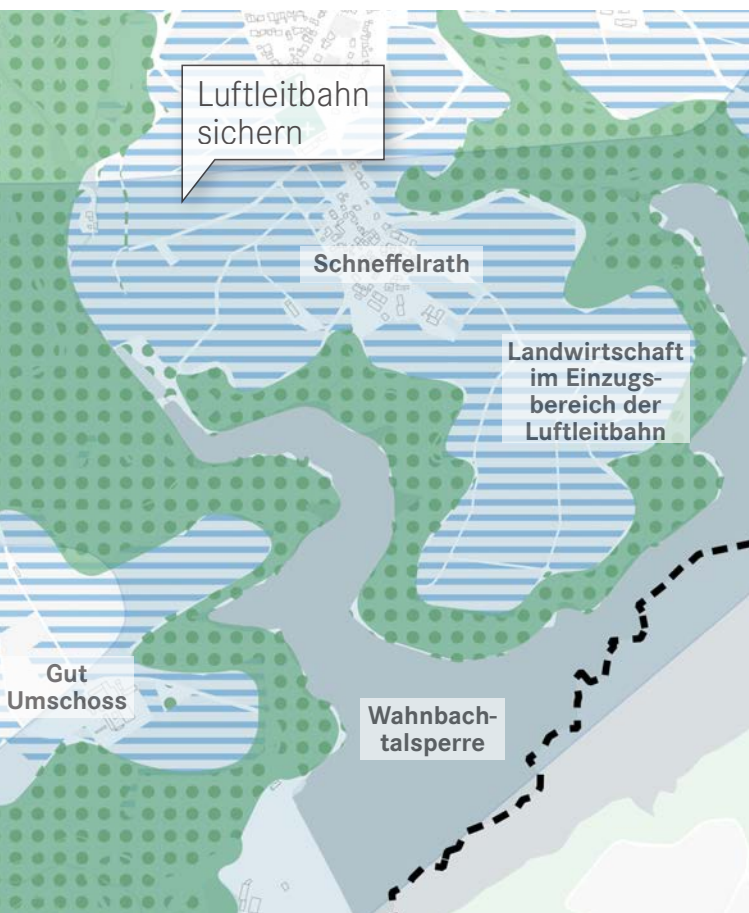 Luftleitbahn
sichern
Schneffelrath
Landwirtschaft
im Einzugs-
bereich der
Luftleitbahn
Gut
Umschoss
Wahnbach-
talsperre